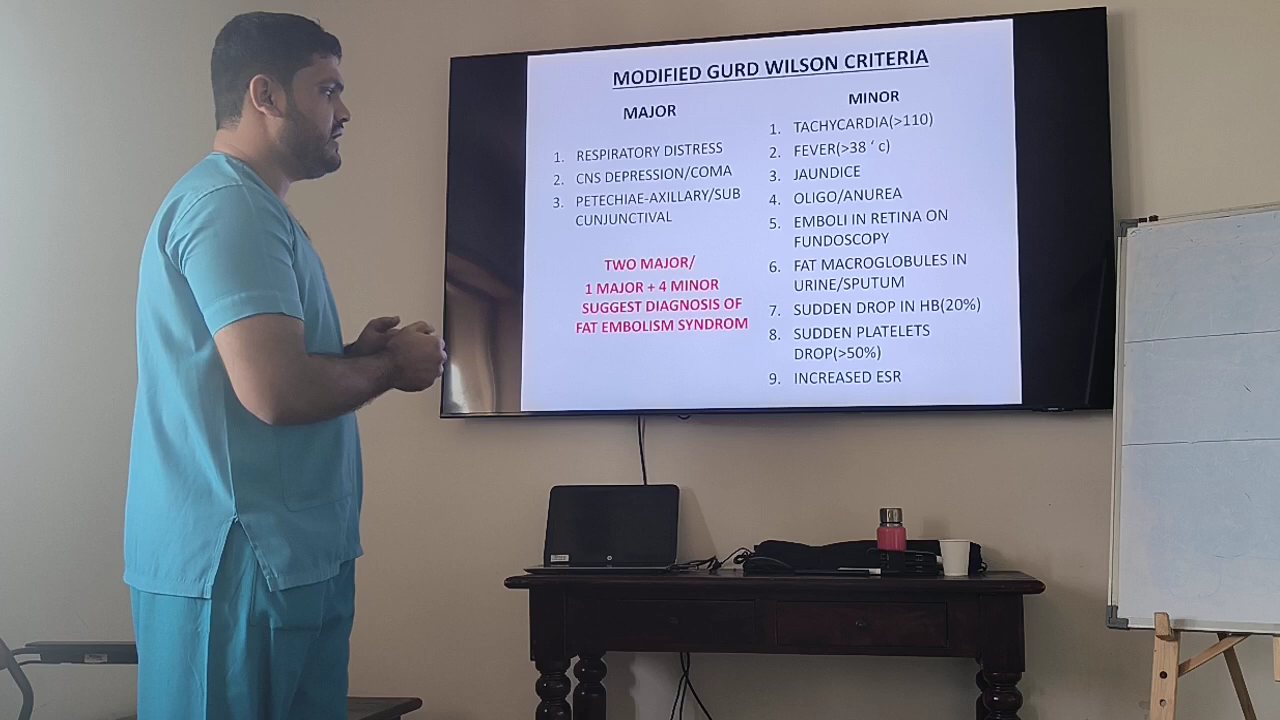 MODIFIED GURD WILSON CRITERIA
MAJOR
1. RESPIRATORY DISTRESS
2. CNS DEPRESSION/COMA
3. PETECHIAE-AXILLARY/SUB
CUNJUNCTIVAL
TWO MAJOR/
1 MAJOR + 4 MINOR
SUGGEST DIAGNOSIS OF
FAT EMBOLISM SYNDROM
MINOR
1. TACHYCARDIA(>110)
2. FEVER(>38 ‘ c)
3. JAUNDICE
4. OLIGO/ANUREA
5. EMBOLI IN RETINA ON
FUNDOSCOPY
6. FAT MACROGLOBULES IN
URINE/SPUTUM
7. SUDDEN DROP IN HB(20%)
8. SUDDEN PLATELETS
DROP(>50%)
9. INCREASED ESR